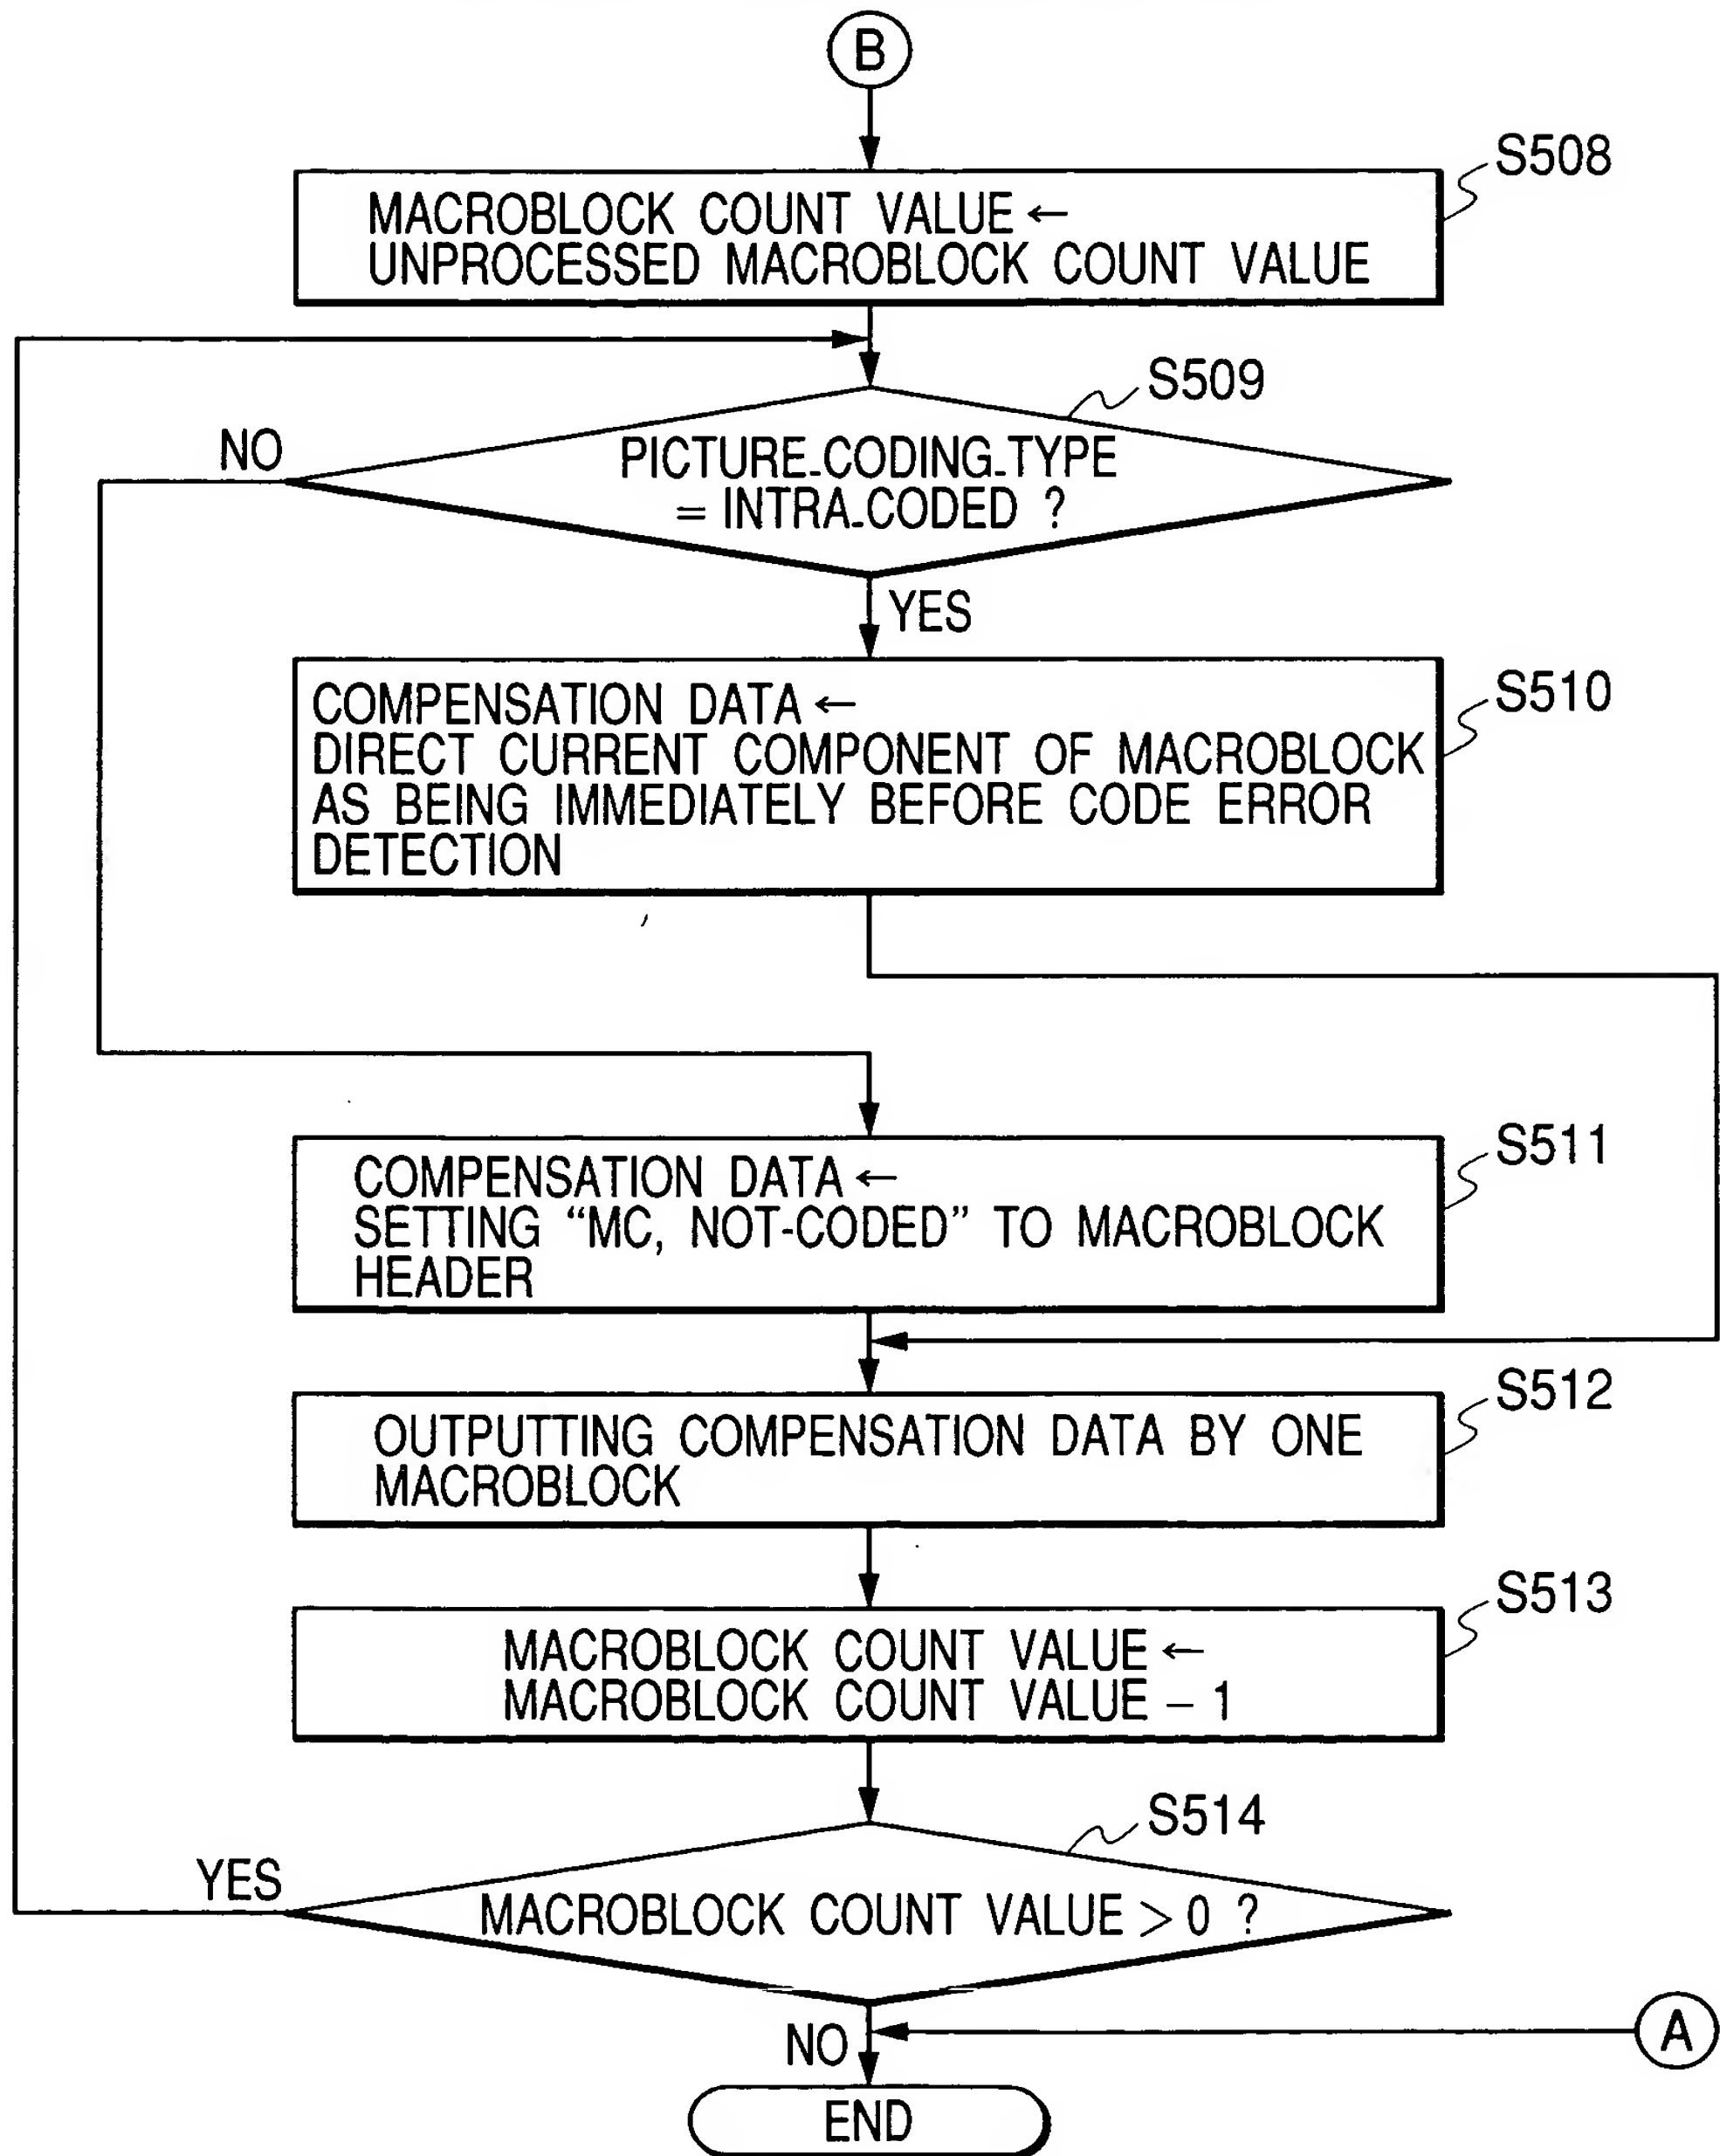 B
S508
MACROBLOCK COUNT VALUE ←
UNPROCESSED MACROBLOCK COUNT VALUE
S509
NO
PICTURE_CODING_TYPE
= INTRA_CODED ?
YES
S510
COMPENSATION DATA ←
DIRECT CURRENT COMPONENT OF MACROBLOCK
AS BEING IMMEDIATELY BEFORE CODE ERROR
DETECTION
S511
COMPENSATION DATA ←
SETTING “MC, NOT-CODED” TO MACROBLOCK
HEADER
S512
OUTPUTTING COMPENSATION DATA BY ONE
MACROBLOCK
S513
MACROBLOCK COUNT VALUE ←
MACROBLOCK COUNT VALUE – 1
S514
YES
MACROBLOCK COUNT VALUE > 0 ?
NO
A
END